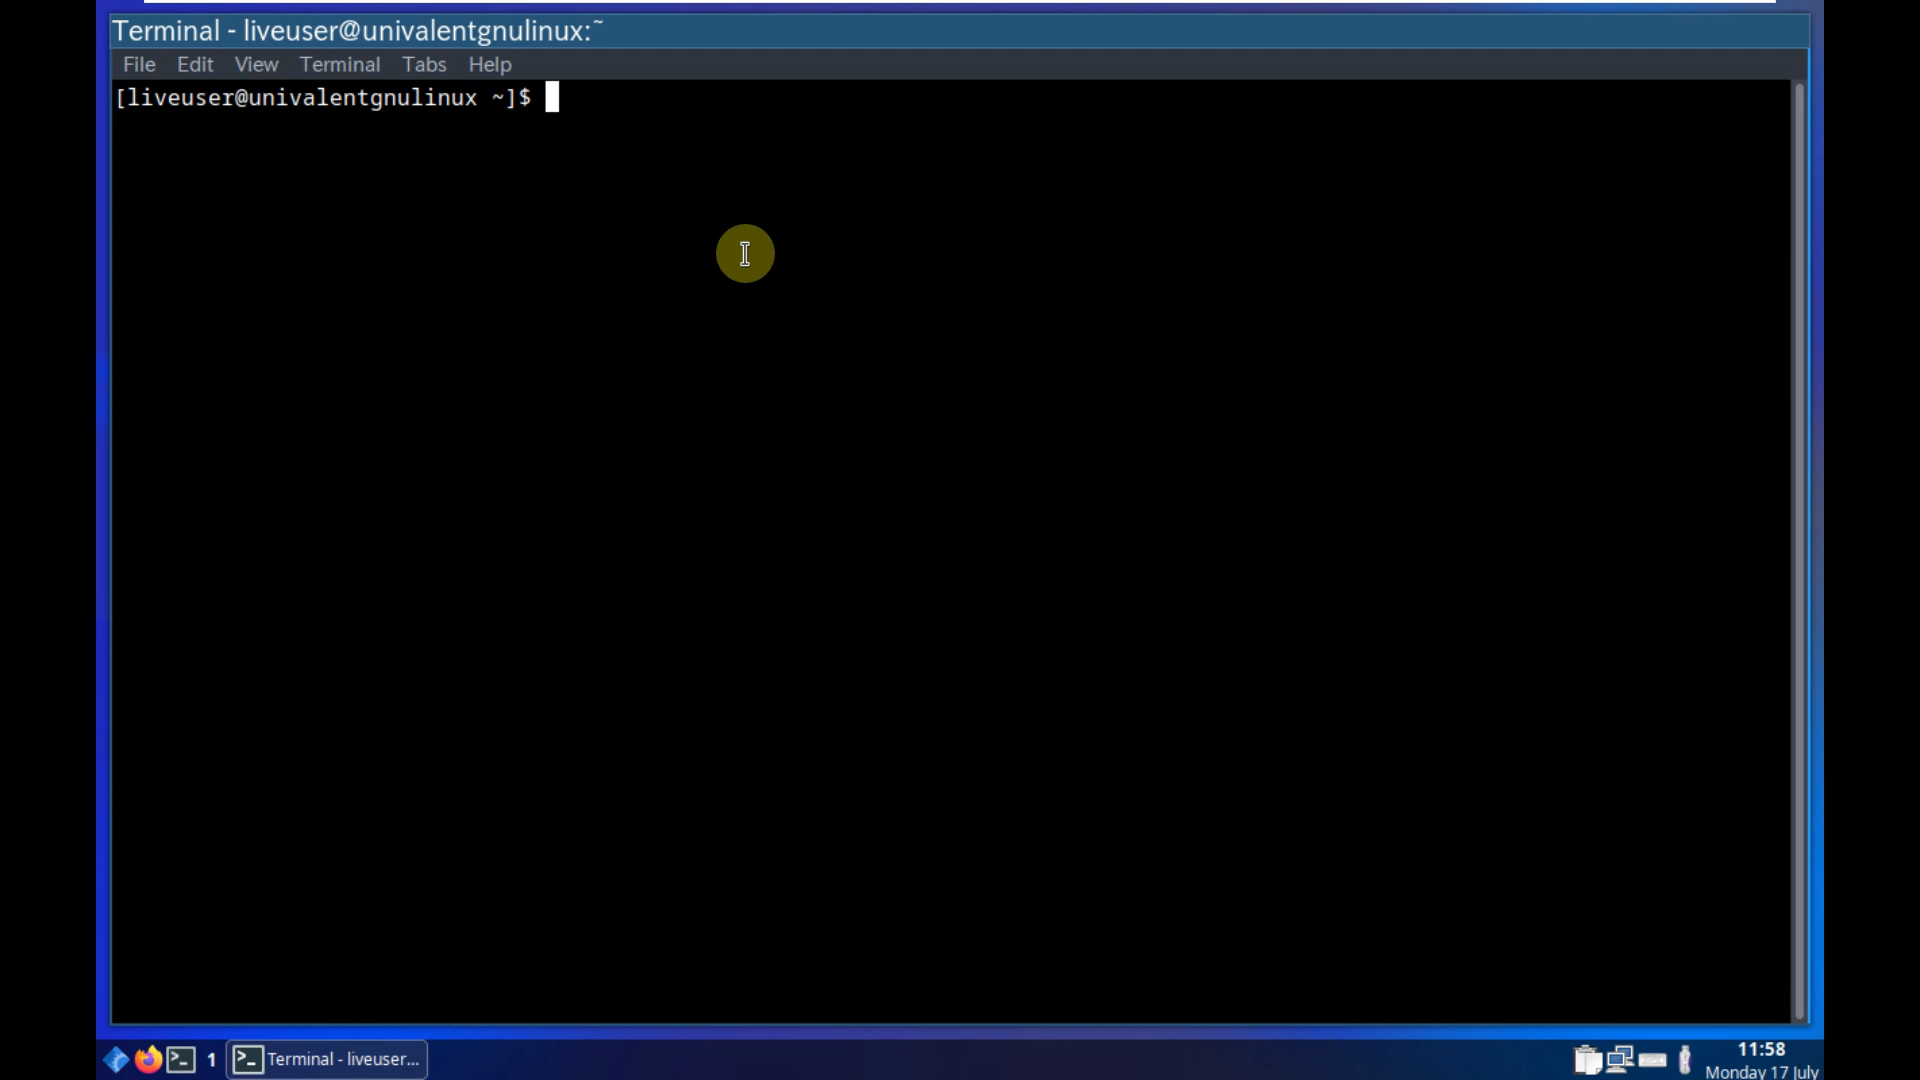 Terminal - liveuser@univalentgnulinux:~
File Edit View Terminal Tabs Help
[liveuser@univalentgnulinux ~]$
1 Terminal - liveuser...
11:58
Monday 17 July